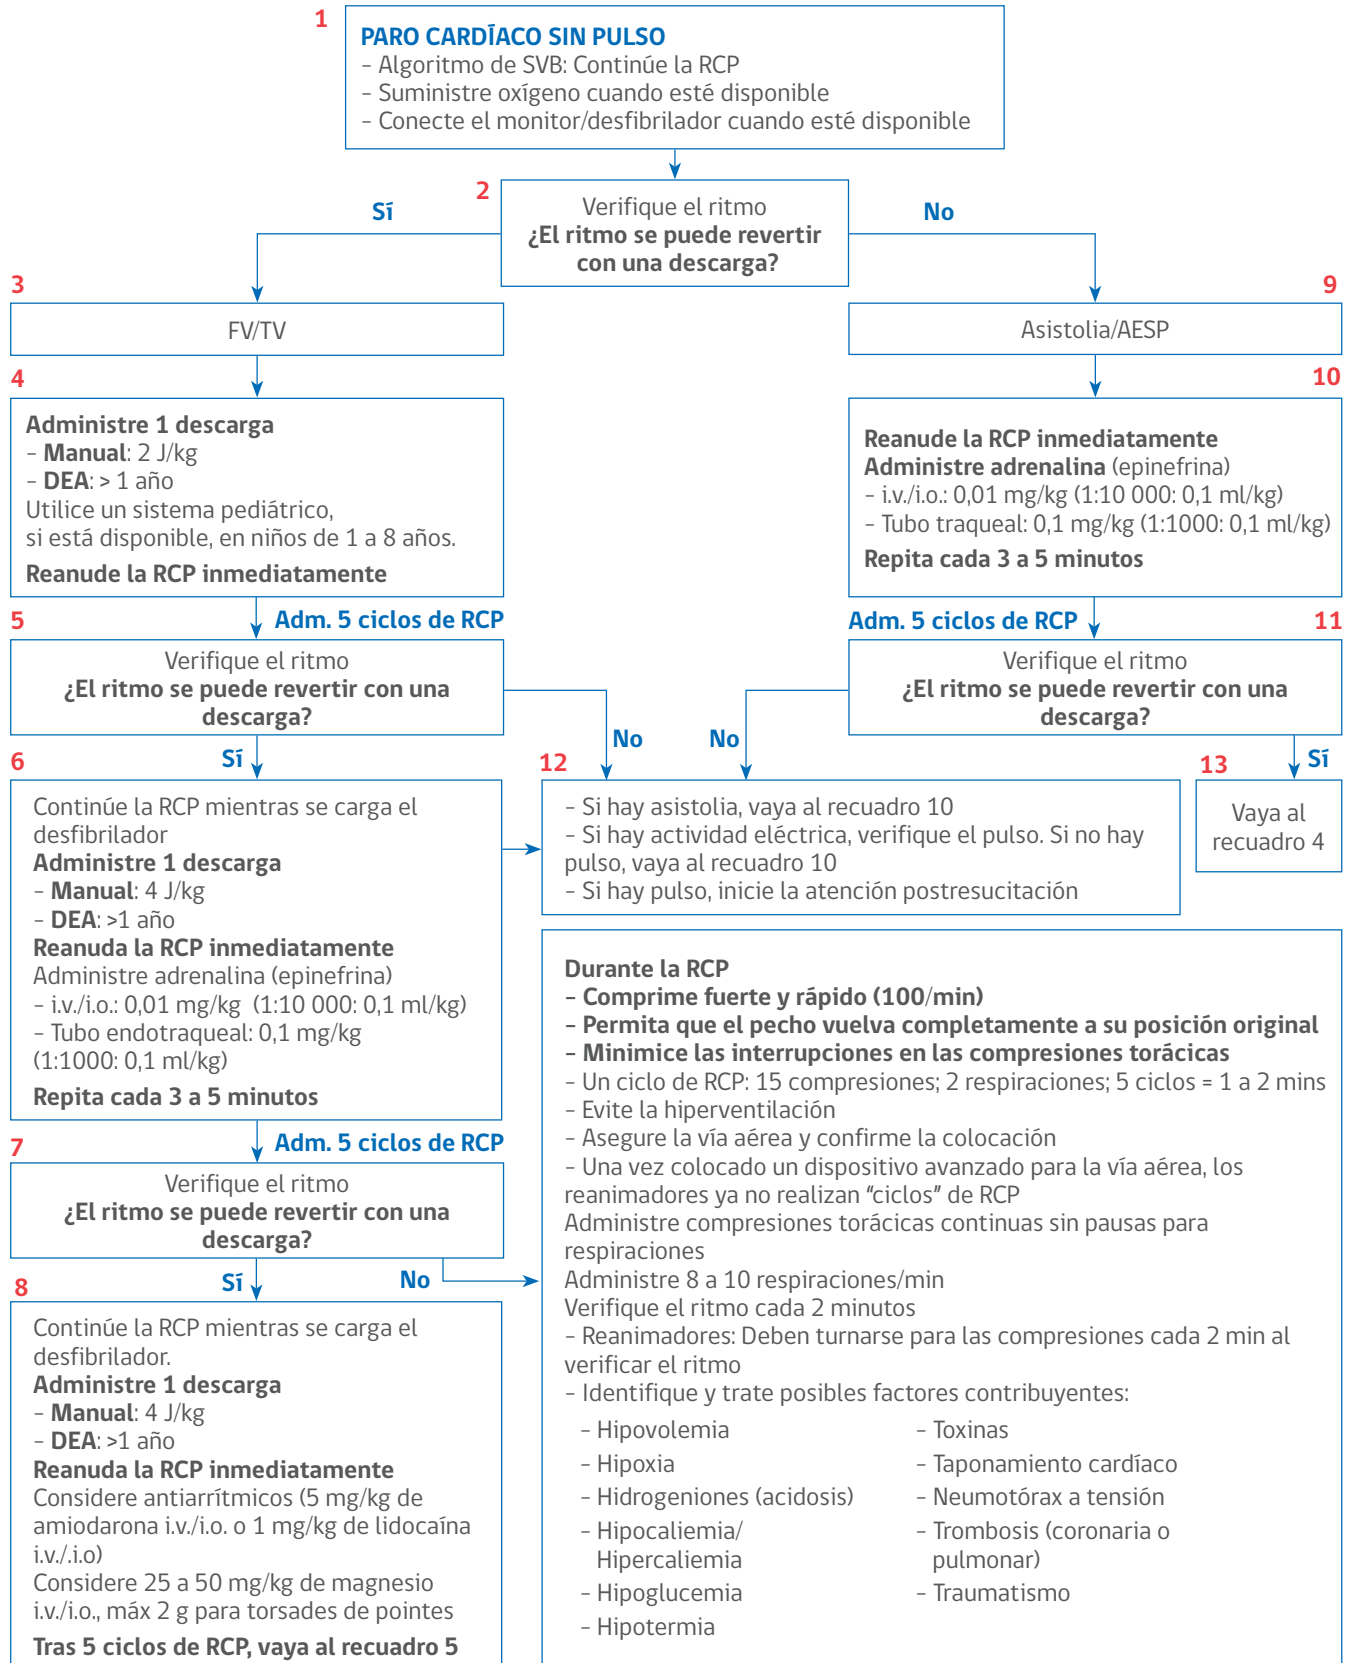 1
PARO CARDÍACO SIN PULSO
– Algoritmo de SVB: Continúe la RCP
– Suministre oxígeno cuando esté disponible
– Conecte el monitor/desfibrilador cuando esté disponible
2
Verifique el ritmo
¿El ritmo se puede revertir
con una descarga?
Sí
No
3
FV/TV
9
Asistolia/AESP
4
Administre 1 descarga
– Manual: 2 J/kg
– DEA: > 1 año
Utilice un sistema pediátrico,
si está disponible, en niños de 1 a 8 años.
Reanude la RCP inmediatamente
10
Reanude la RCP inmediatamente
Administre adrenalina (epinefrina)
– i.v./i.o.: 0,01 mg/kg (1:10 000: 0,1 ml/kg)
– Tubo traqueal: 0,1 mg/kg (1:1000: 0,1 ml/kg)
Repita cada 3 a 5 minutos
Adm. 5 ciclos de RCP
5
Verifique el ritmo
¿El ritmo se puede revertir con una
descarga?
Adm. 5 ciclos de RCP
11
Verifique el ritmo
¿El ritmo se puede revertir con una
descarga?
Sí
No
No
Sí
6
Continúe la RCP mientras se carga el
desfibrilador
Administre 1 descarga
– Manual: 4 J/kg
– DEA: >1 año
Reanuda la RCP inmediatamente
Administre adrenalina (epinefrina)
– i.v./i.o.: 0,01 mg/kg (1:10 000: 0,1 ml/kg)
– Tubo endotraqueal: 0,1 mg/kg
(1:1000: 0,1 ml/kg)
Repita cada 3 a 5 minutos
12
– Si hay asistolia, vaya al recuadro 10
– Si hay actividad eléctrica, verifique el pulso. Si no hay
pulso, vaya al recuadro 10
– Si hay pulso, inicie la atención postresucitación
13
Vaya al
recuadro 4
Adm. 5 ciclos de RCP
7
Verifique el ritmo
¿El ritmo se puede revertir con una
descarga?
Sí
No
8
Continúe la RCP mientras se carga el
desfibrilador.
Administre 1 descarga
– Manual: 4 J/kg
– DEA: >1 año
Reanuda la RCP inmediatamente
Considere antiarrítmicos (5 mg/kg de
amiodarona i.v./i.o. o 1 mg/kg de lidocaína
i.v./.i.o)
Considere 25 a 50 mg/kg de magnesio
i.v./i.o., máx 2 g para torsades de pointes
Tras 5 ciclos de RCP, vaya al recuadro 5
Durante la RCP
– Comprime fuerte y rápido (100/min)
– Permita que el pecho vuelva completamente a su posición original
– Minimice las interrupciones en las compresiones torácicas
– Un ciclo de RCP: 15 compresiones; 2 respiraciones; 5 ciclos = 1 a 2 mins
– Evite la hiperventilación
– Asegure la vía aérea y confirme la colocación
– Una vez colocado un dispositivo avanzado para la vía aérea, los
reanimadores ya no realizan "ciclos" de RCP
Administre compresiones torácicas continuas sin pausas para
respiraciones
Administre 8 a 10 respiraciones/min
Verifique el ritmo cada 2 minutos
– Reanimadores: Deben turnarse para las compresiones cada 2 min al
verificar el ritmo
– Identifique y trate posibles factores contribuyentes:
– Hipovolemia
– Hipoxia
– Hidrogeniones (acidosis)
– Hipocaliemia/
Hipercaliemia
– Hipoglucemia
– Hipotermia
– Toxinas
– Taponamiento cardíaco
– Neumotórax a tensión
– Trombosis (coronaria o
pulmonar)
– Traumatismo